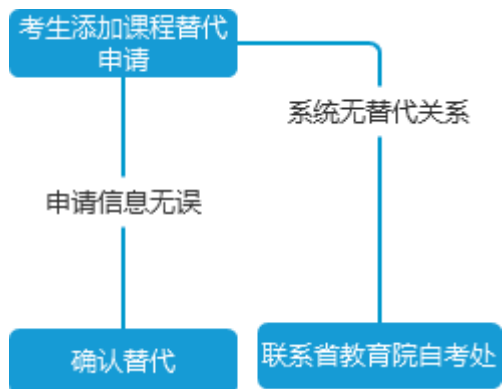 考生添加课程替代
申请
系统无替代关系
申请信息无误
确认替代
联系省教育院自考处